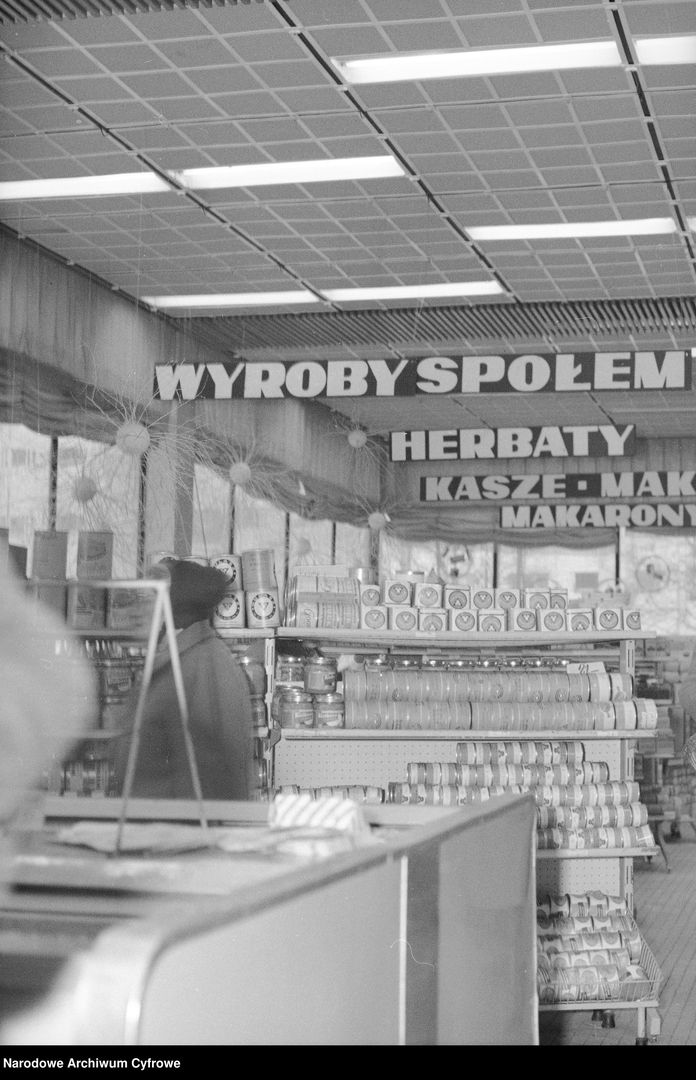 WYROBY SPOŁEM
HERBATY
KASZE · MAK
MAKARONY
Narodowe Archiwum Cyfrowe